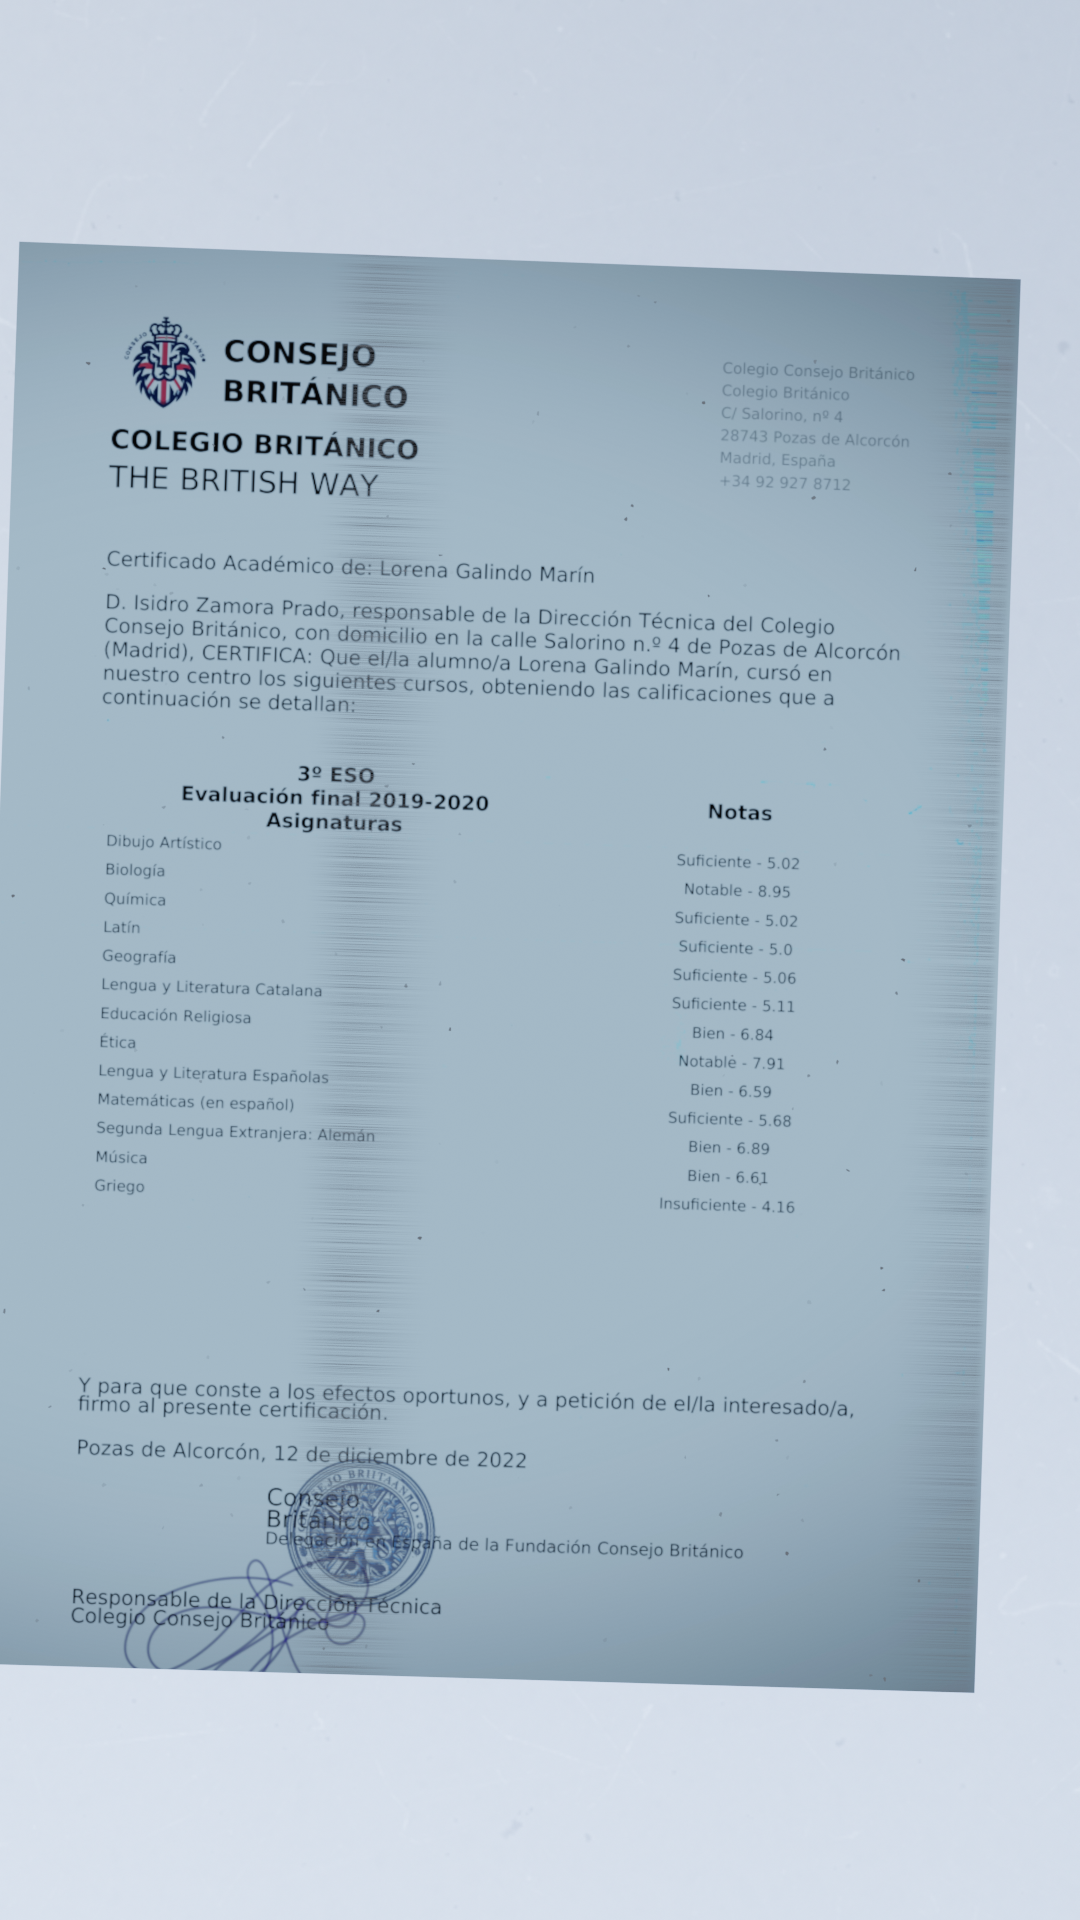 CONSEJO
BRITÁNICO
COLEGIO BRITÁNICO
THE BRITISH WAY
Colegio Consejo Británico
Colegio Británico
C/ Salorino, nº 4
28743 Pozas de Alcorcón
Madrid, España
+34 92 927 8712
Certificado Académico de: Lorena Galindo Marín
D. Isidro Zamora Prado, responsable de la Dirección Técnica del Colegio
Consejo Británico, con domicilio en la calle Salorino n.º 4 de Pozas de Alcorcón
(Madrid), CERTIFICA: Que el/la alumno/a Lorena Galindo Marín, cursó en
nuestro centro los siguientes cursos, obteniendo las calificaciones que a
continuación se detallan:
3º ESO
Evaluación final 2019-2020
Asignaturas Notas
Dibujo Artístico Suficiente - 5.02
Biología Notable - 8.95
Química Suficiente - 5.02
Latín Suficiente - 5.0
Geografía Suficiente - 5.06
Lengua y Literatura Catalana Suficiente - 5.11
Educación Religiosa Bien - 6.84
Ética Notable - 7.91
Lengua y Literatura Españolas Bien - 6.59
Matemáticas (en español) Suficiente - 5.68
Segunda Lengua Extranjera: Alemán Bien - 6.89
Música Bien - 6.61
Griego Insuficiente - 4.16
Y para que conste a los efectos oportunos, y a petición de el/la interesado/a,
firmo al presente certificación.
Pozas de Alcorcón, 12 de diciembre de 2022
Consejo
Británico
Delegación en España de la Fundación Consejo Británico
Responsable de la Dirección Técnica
Colegio Consejo Británico